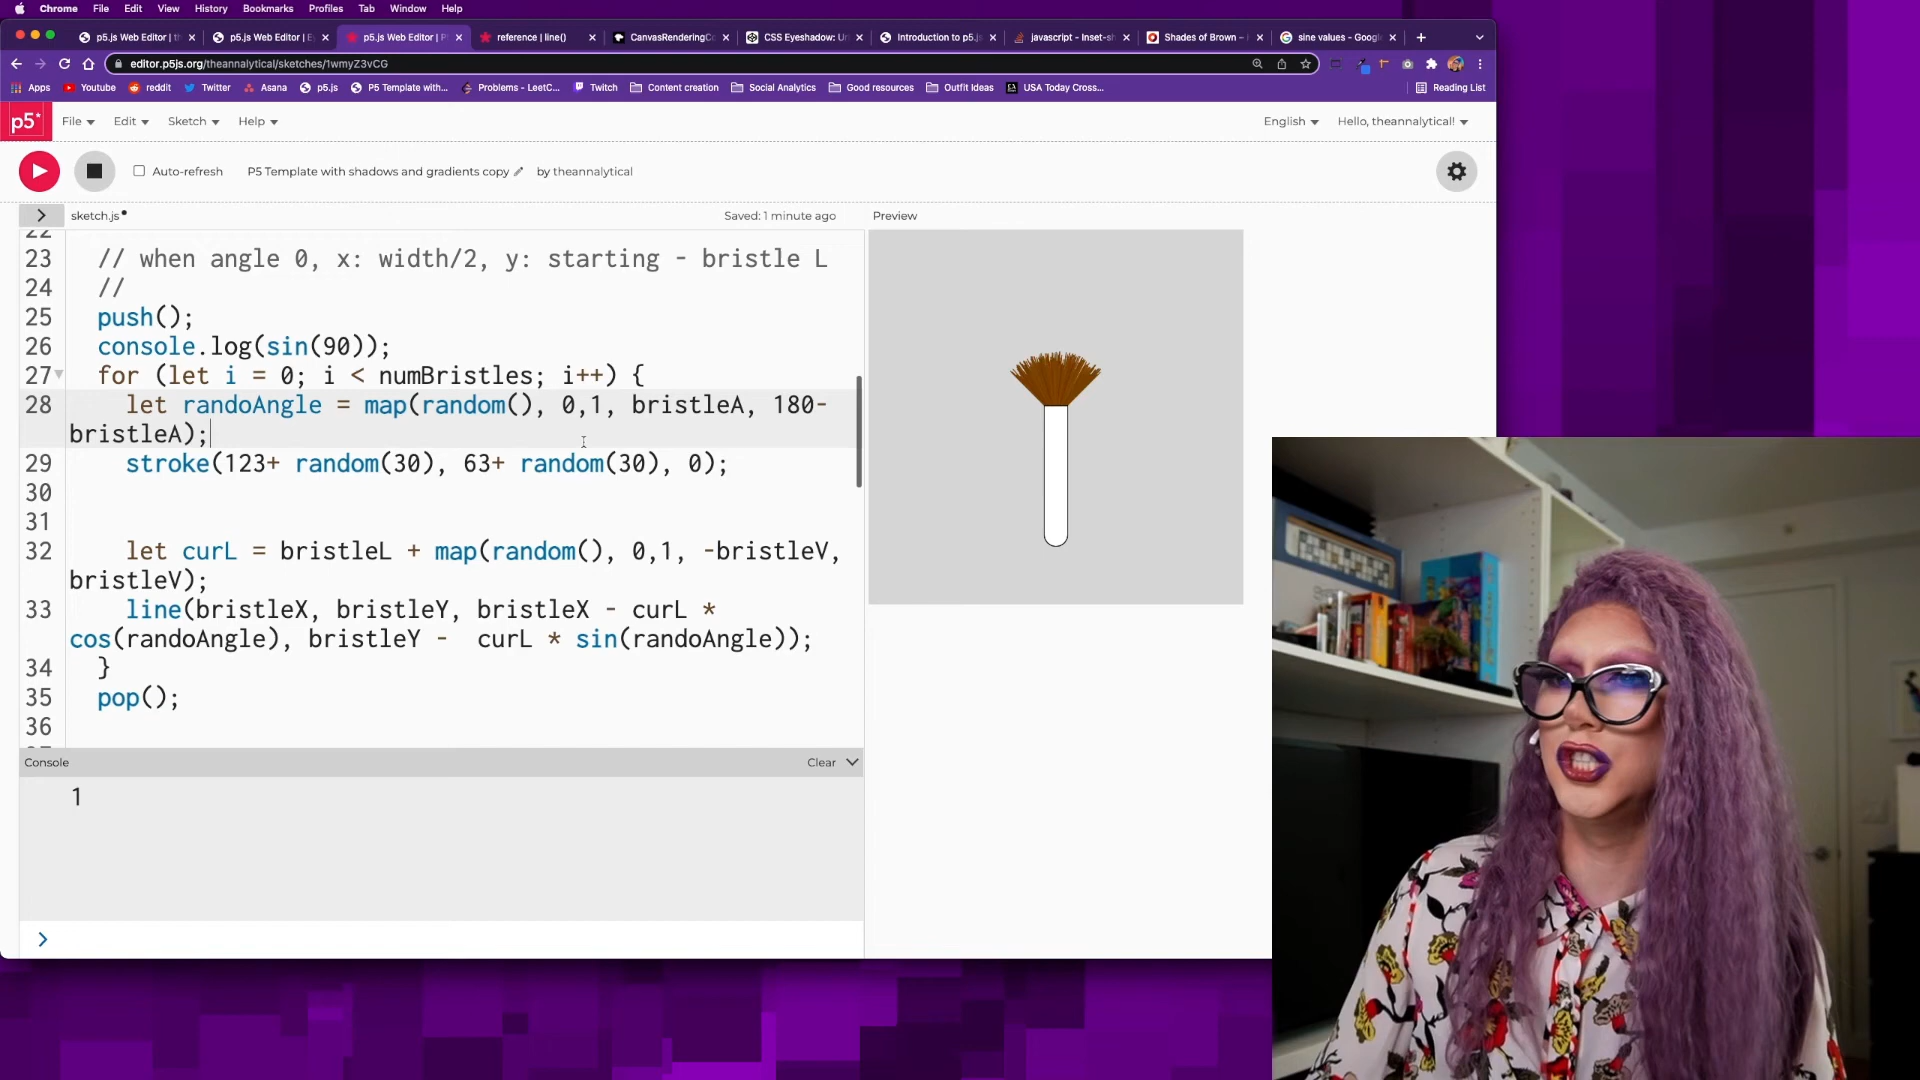 Chrome File Edit View History Bookmarks Profiles Tab Window Help
p5.js Web Editor | th p5.js Web Editor | E p5.js Web Editor | P reference | line() CanvasRenderingC CSS Eyeshadow: Un Introduction to p5.js javascript - Inset-sh Shades of Brown - sine values - Google
editor.p5js.org/theannalytical/sketches/1wmyZ3vCG
Apps Youtube reddit Twitter Asana p5.js P5 Template with... Problems - LeetC... Twitch Content creation Social Analytics Good resources Outfit Ideas USA Today Cross... Reading List
p5* File Edit Sketch Help English Hello, theannalytical!
Auto-refresh P5 Template with shadows and gradients copy by theannalytical
sketch.js Saved: 1 minute ago Preview
22
23 // when angle 0, x: width/2, y: starting - bristle L
24 //
25 push();
26 console.log(sin(90));
27 for (let i = 0; i < numBristles; i++) {
28 let randoAngle = map(random(), 0,1, bristleA, 180-
bristleA);
29 stroke(123+ random(30), 63+ random(30), 0);
30
31
32 let curL = bristleL + map(random(), 0,1, -bristleV,
bristleV);
33 line(bristleX, bristleY, bristleX - curL *
cos(randoAngle), bristleY - curL * sin(randoAngle));
34 }
35 pop();
36
Console Clear
1